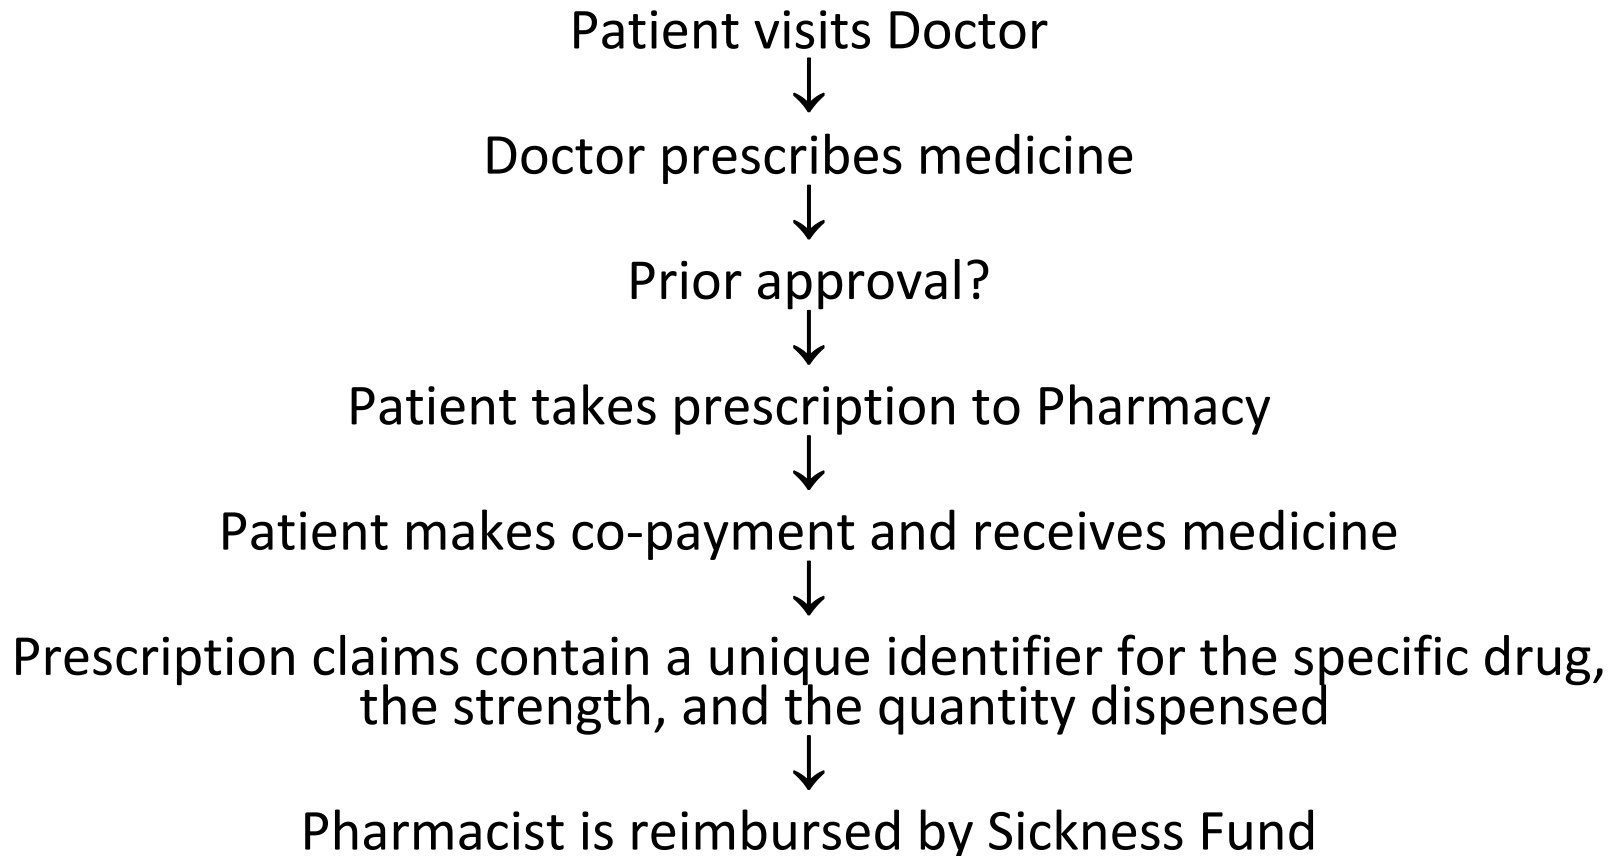 Patient visits Doctor
Doctor prescribes medicine
Prior approval?
Patient takes prescription to Pharmacy
Patient makes co-payment and receives medicine
Prescription claims contain a unique identifier for the specific drug,
the strength, and the quantity dispensed
Pharmacist is reimbursed by Sickness Fund